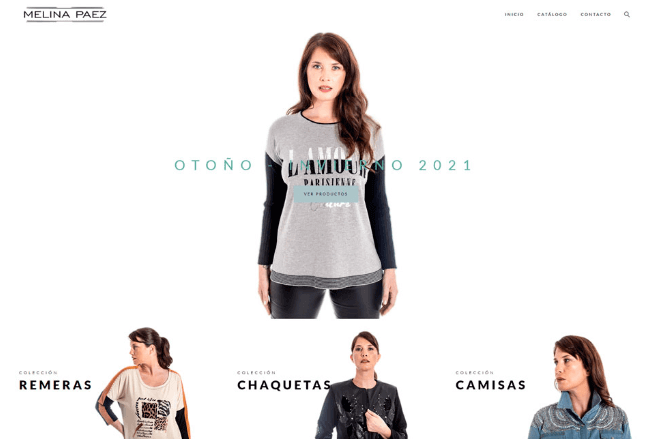 MELINA PAEZ
INICIO CATÁLOGO CONTACTO
OTOÑO - INVIERNO 2021
L'AMOUR
PARISIENNE
VER PRODUCTOS
COLECCIÓN
REMERAS
COLECCIÓN
CHAQUETAS
COLECCIÓN
CAMISAS